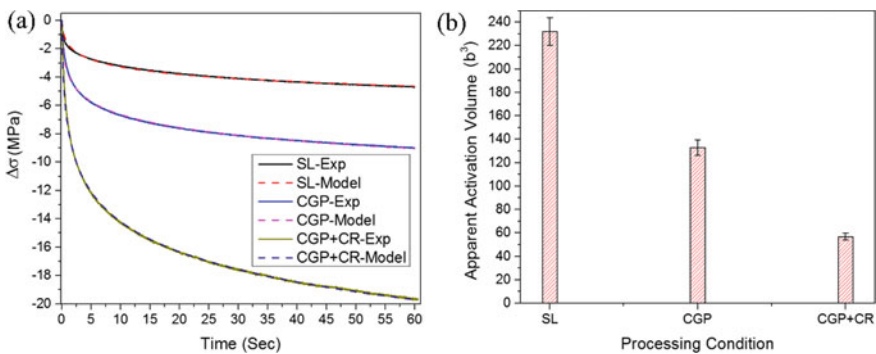 (a)
0
-2
-4
-6
-8
-10
-12
-14
-16
-18
-20
Δσ (MPa)
SL-Exp
SL-Model
CGP-Exp
CGP-Model
CGP+CR-Exp
CGP+CR-Model
0 5 10 15 20 25 30 35 40 45 50 55 60
Time (Sec)
(b)
240
220
200
180
160
140
120
100
80
60
40
20
0
Apparent Activation Volume (b³)
SL CGP CGP+CR
Processing Condition